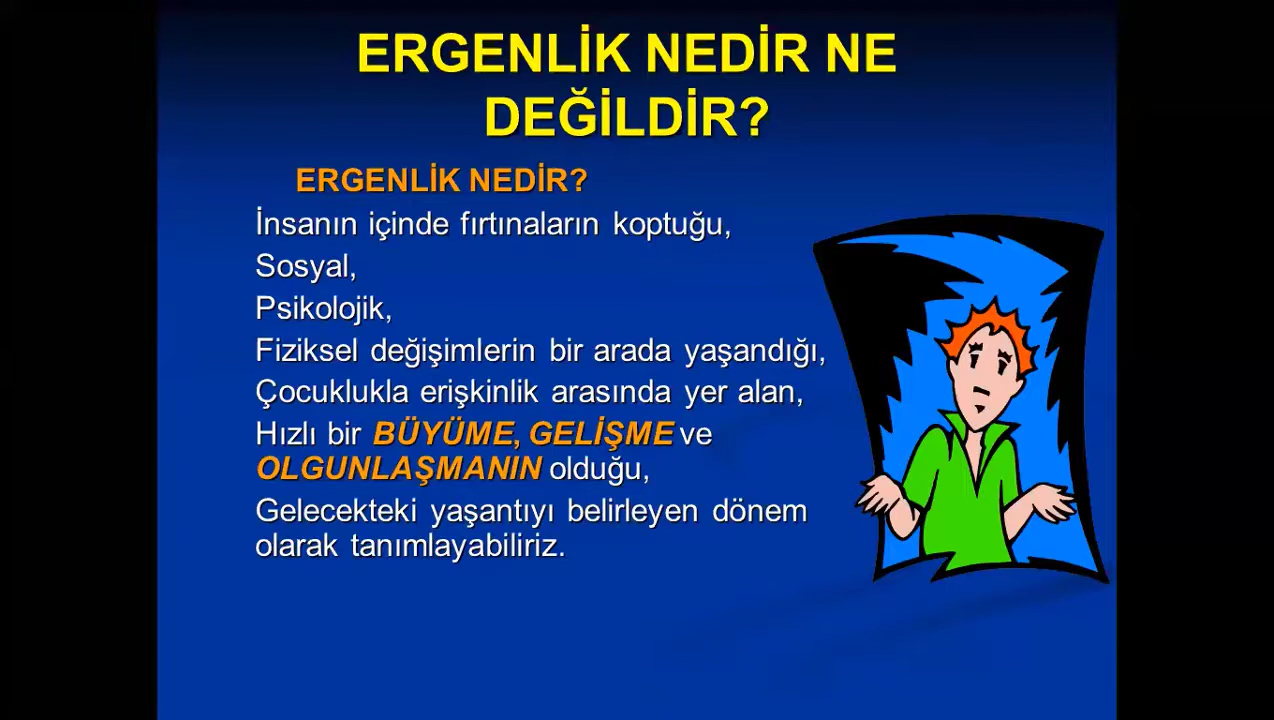 ERGENLİK NEDİR NE
DEĞİLDİR?
ERGENLİK NEDİR?
İnsanın içinde fırtınaların koptuğu,
Sosyal,
Psikolojik,
Fiziksel değişimlerin bir arada yaşandığı,
Çocuklukla erişkinlik arasında yer alan,
Hızlı bir BÜYÜME, GELİŞME ve
OLGUNLAŞMANIN olduğu,
Gelecekteki yaşantıyı belirleyen dönem
olarak tanımlayabiliriz.